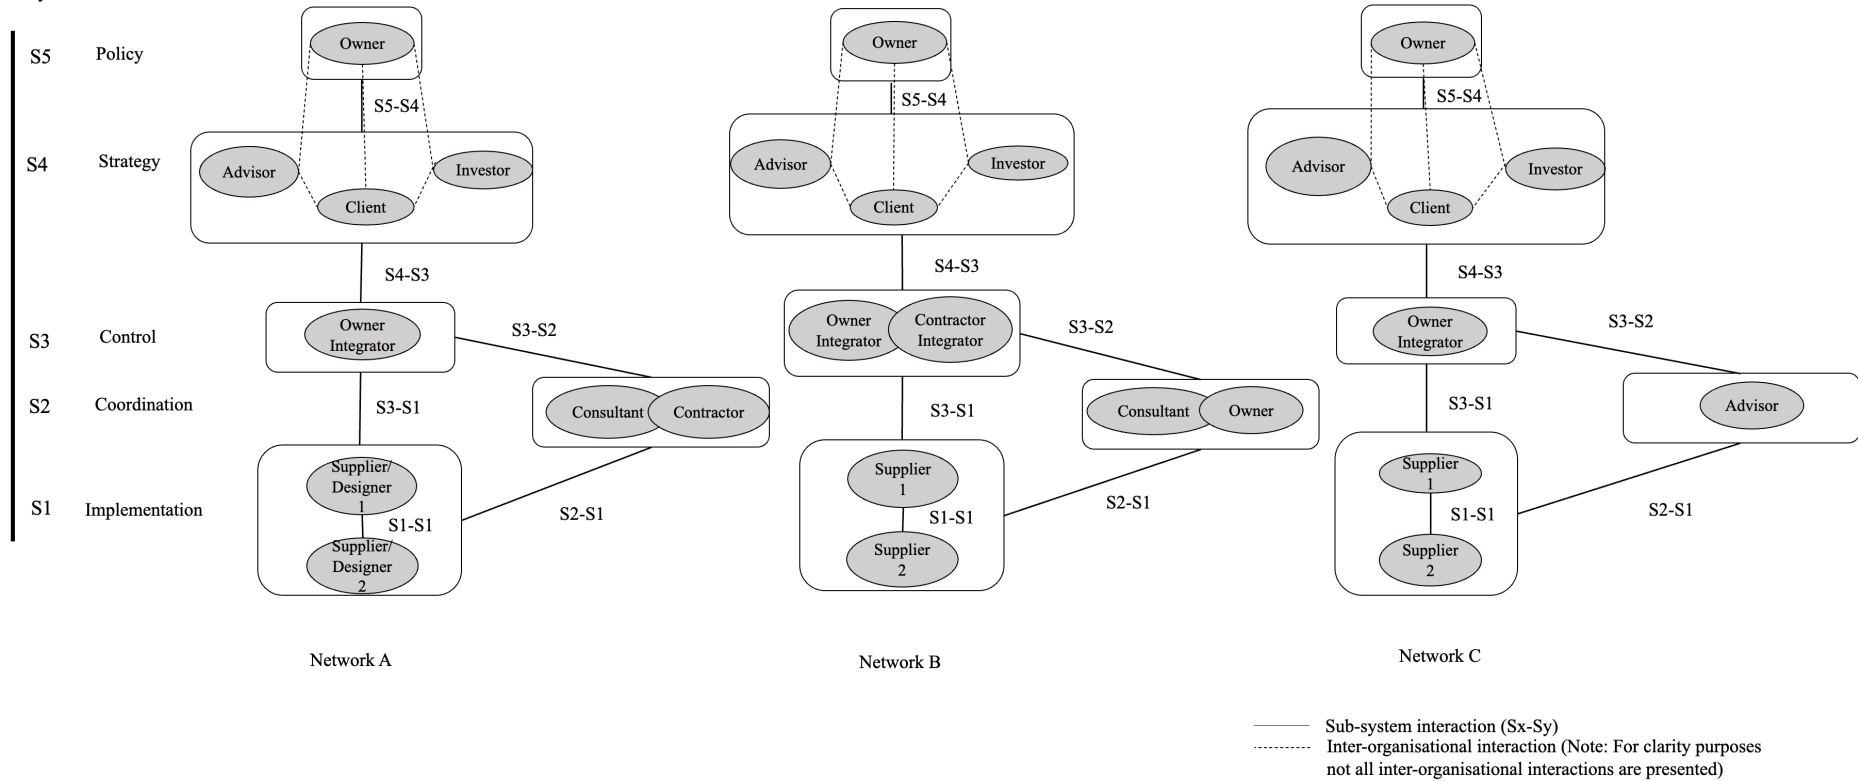 S5
Policy
S4
Strategy
S3
Control
S2
Coordination
S1
Implementation
Owner
S5-S4
Advisor
Investor
Client
S4-S3
Owner
Integrator
S3-S2
S3-S1
Consultant
Contractor
Supplier/
Designer
1
S1-S1
Supplier/
Designer
2
S2-S1
Network A
Owner
S5-S4
Advisor
Investor
Client
S4-S3
Owner
Integrator
Contractor
Integrator
S3-S2
S3-S1
Consultant
Owner
Supplier
1
S1-S1
Supplier
2
S2-S1
Network B
Owner
S5-S4
Advisor
Investor
Client
S4-S3
Owner
Integrator
S3-S2
S3-S1
Advisor
Supplier
1
S1-S1
Supplier
2
S2-S1
Network C
Sub-system interaction (Sx-Sy)
Inter-organisational interaction (Note: For clarity purposes
not all inter-organisational interactions are presented)